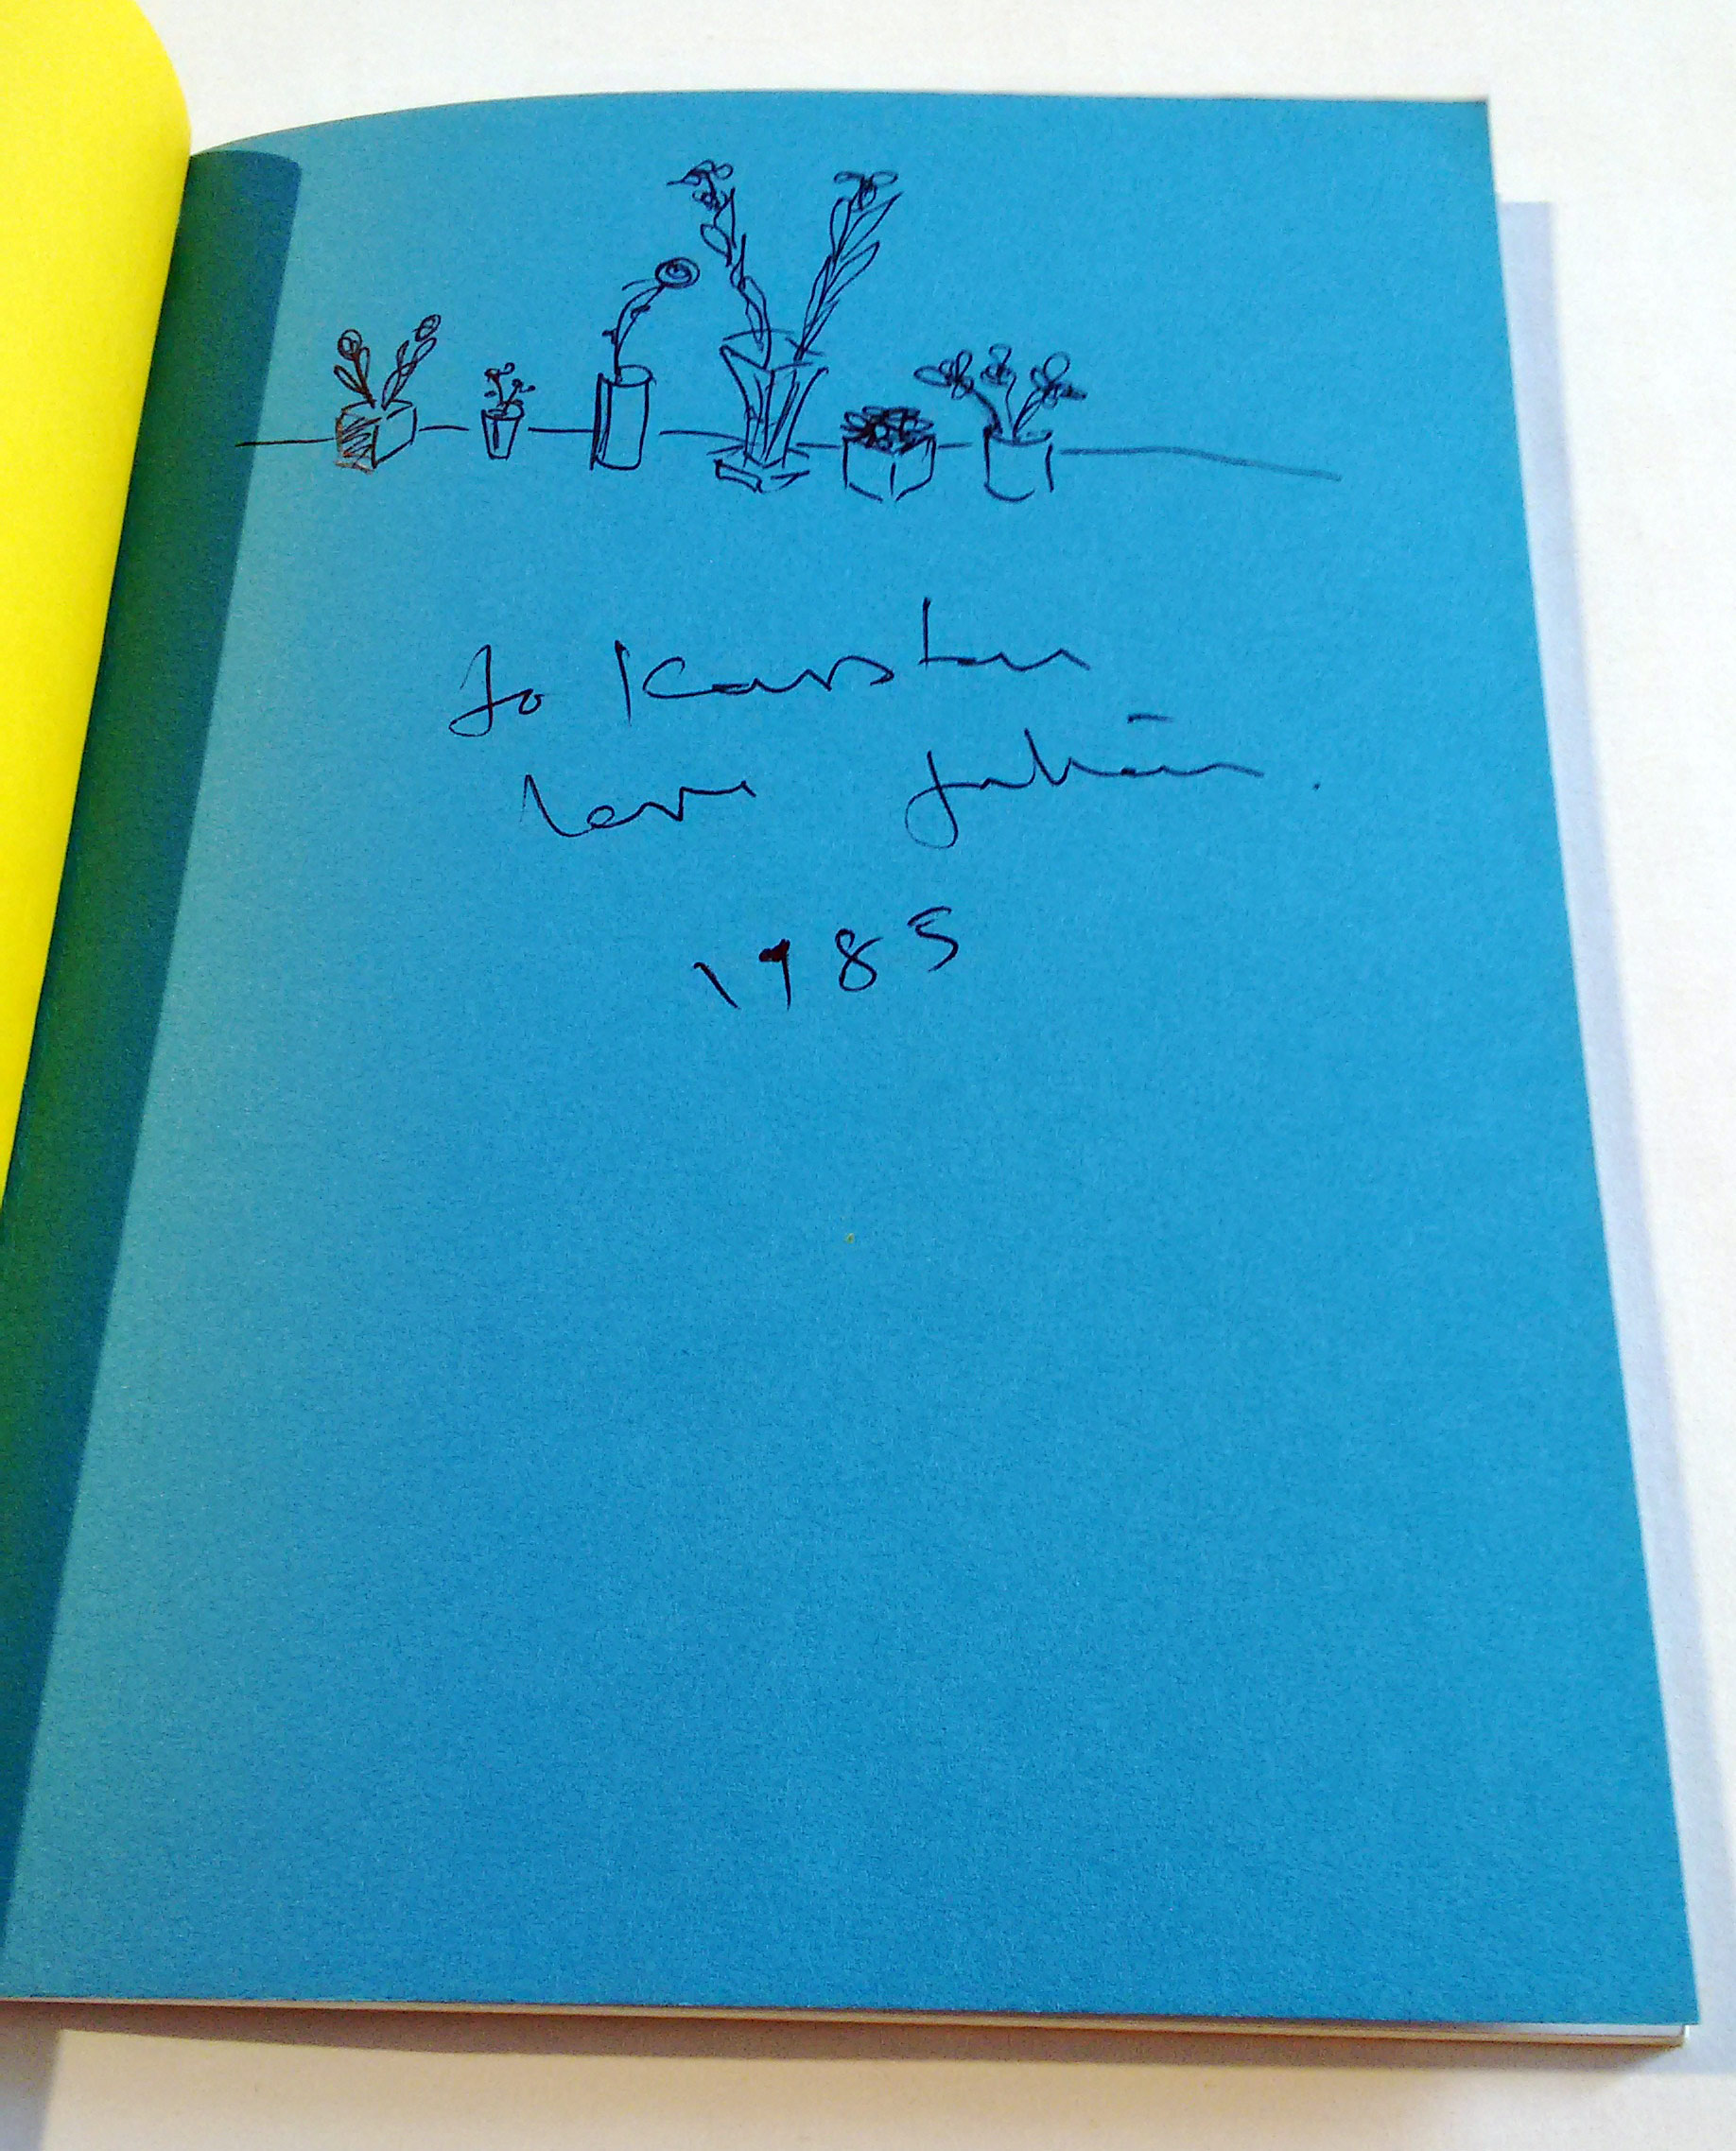 To Karsten
love Julian.
1985